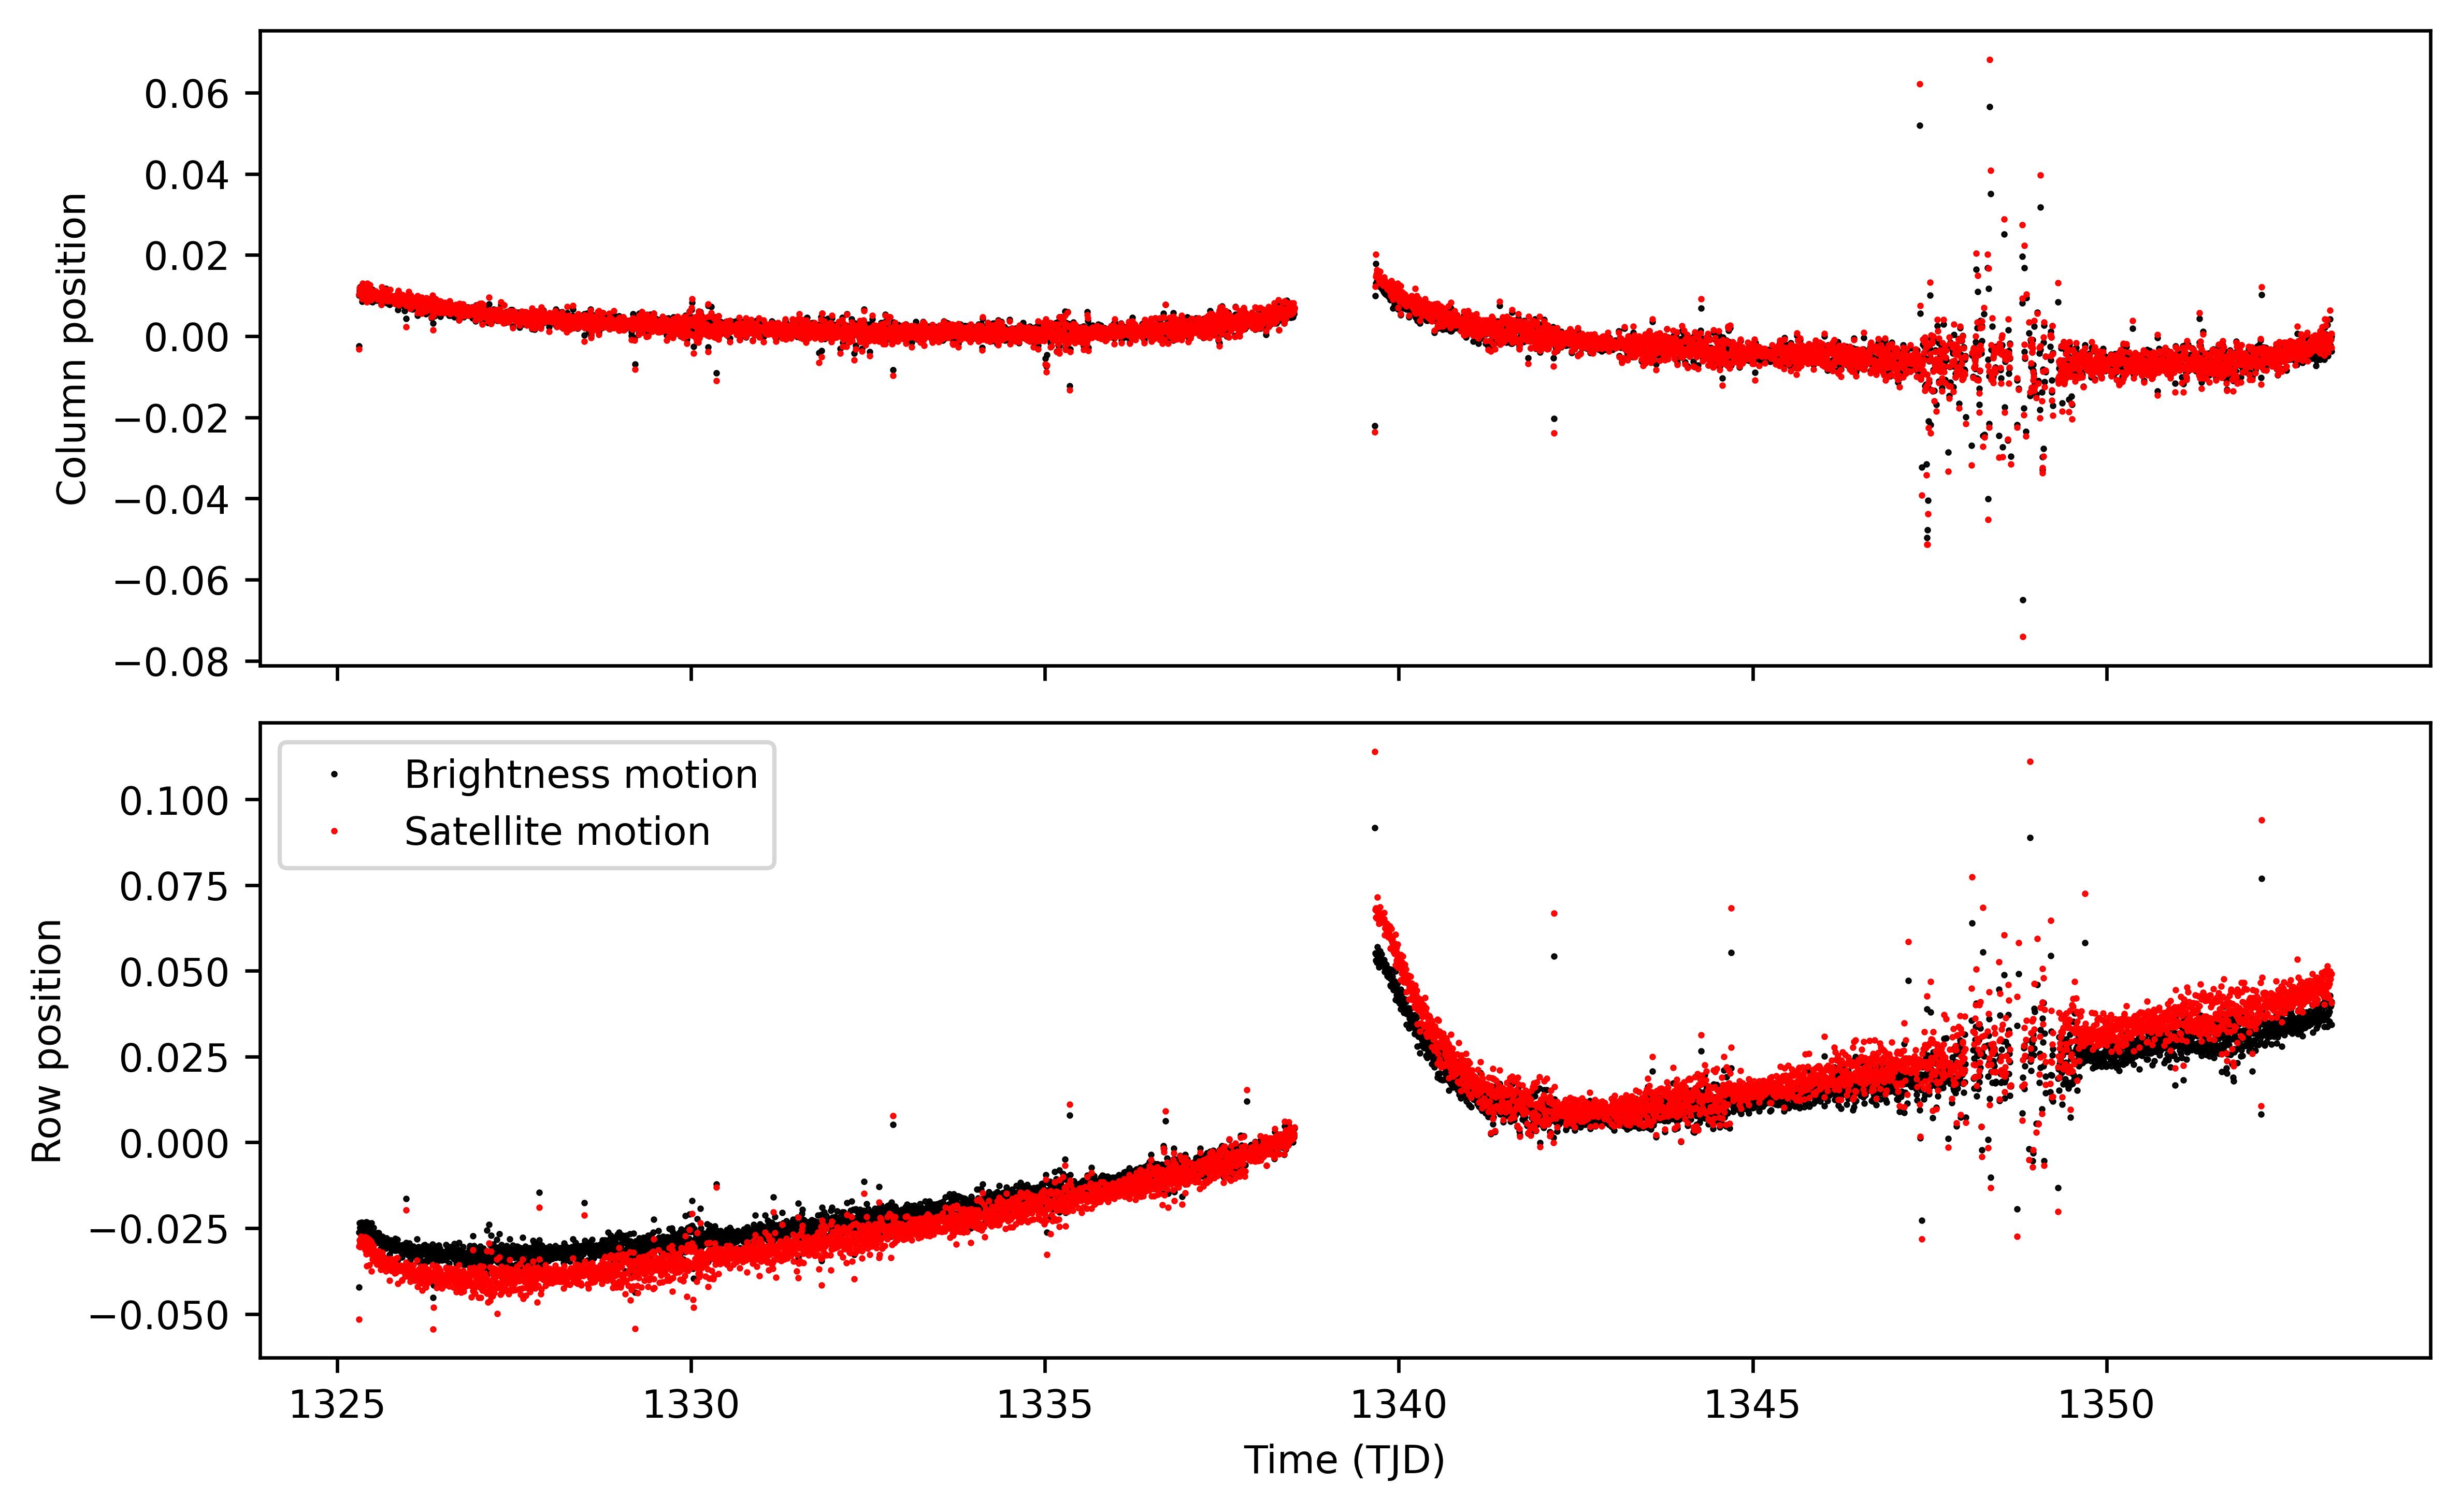 0.06
0.04
0.02
0.00
−0.02
−0.04
−0.06
−0.08
Column position
Brightness motion
Satellite motion
0.100
0.075
0.050
0.025
0.000
−0.025
−0.050
Row position
1325 1330 1335 1340 1345 1350
Time (TJD)